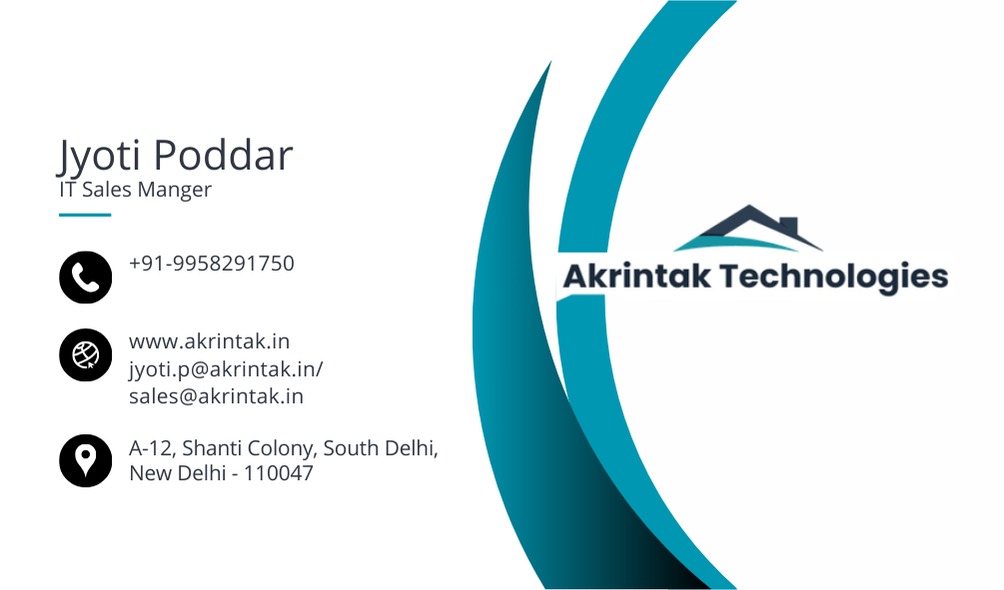 Jyoti Poddar
IT Sales Manger
+91-9958291750
www.akrintak.in
jyoti.p@akrintak.in/
sales@akrintak.in
A-12, Shanti Colony, South Delhi,
New Delhi - 110047
Akrintak Technologies